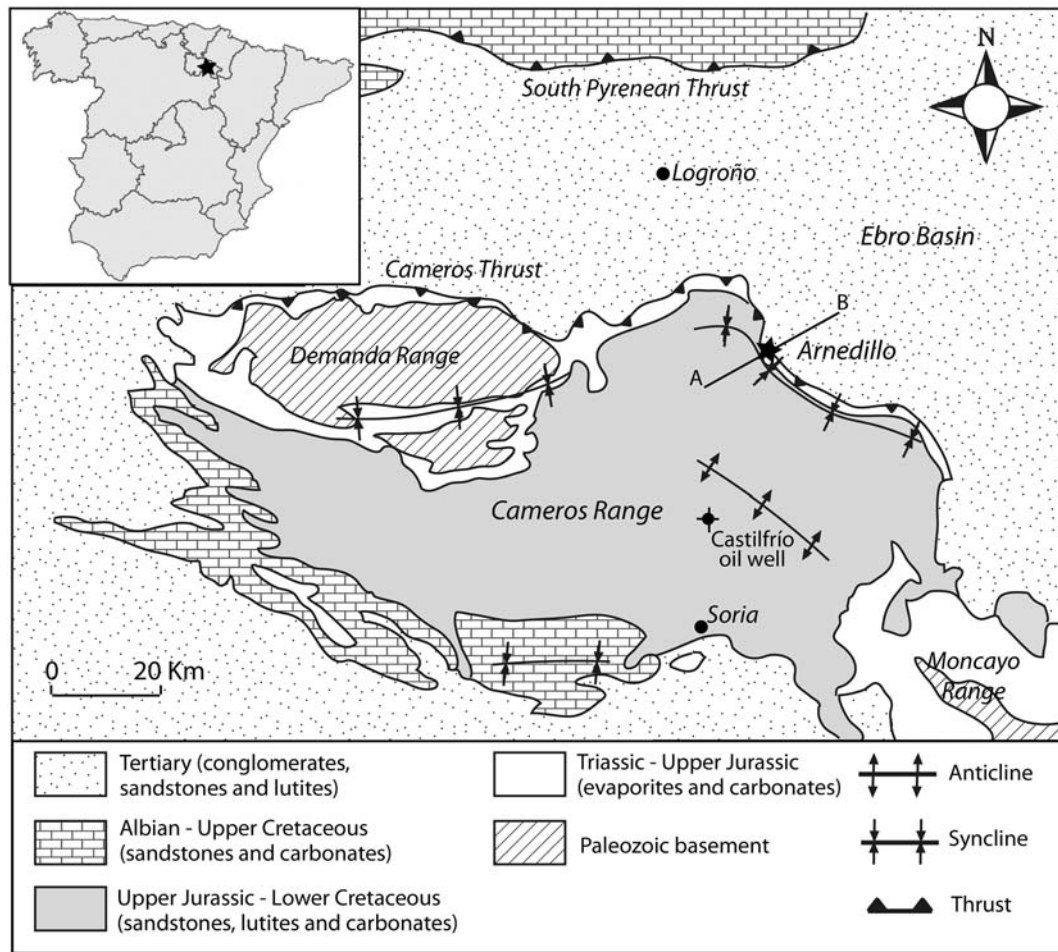 N
South Pyrenean Thrust
Logroño
Ebro Basin
Cameros Thrust
B
Demanda Range
Arnedillo
A
Cameros Range
Castilfrío
oil well
Soria
0 20 Km
Moncayo
Range
Tertiary (conglomerates,
sandstones and lutites)
Triassic - Upper Jurassic
(evaporites and carbonates)
Anticline
Albian - Upper Cretaceous
(sandstones and carbonates)
Paleozoic basement
Syncline
Upper Jurassic - Lower Cretaceous
(sandstones, lutites and carbonates)
Thrust